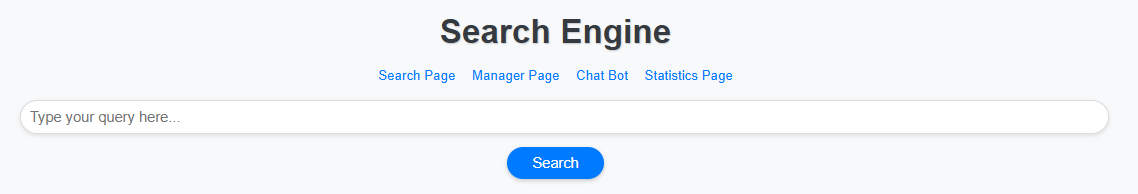 Search Engine
Search Page Manager Page Chat Bot Statistics Page
Type your query here...
Search